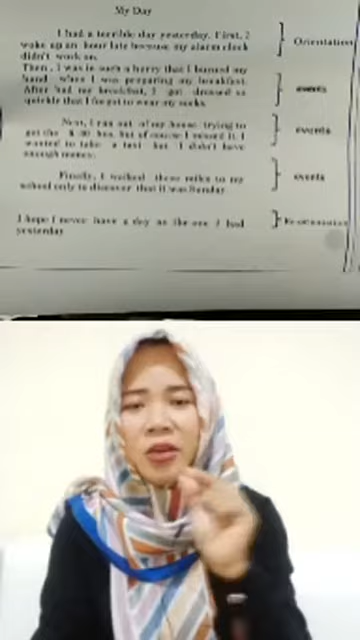 My Day
I had a terrible day yesterday. First, I
woke up an hour late because my alarm clock
didn't work on.
Orientation
Then, I was in such a hurry that I burned my
hand when I was preparing my breakfast.
After had my breakfast, I got dressed so
quickly that I forgot to wear my socks.
events
Next, I ran out of my house trying to
get the bus, but of course I missed it. I
wanted to take a taxi but I didn't have
enough money.
events
Finally, I walked three miles to my
school only to discover that it was Sunday
events
I hope I never have a day as the one I had
yesterday